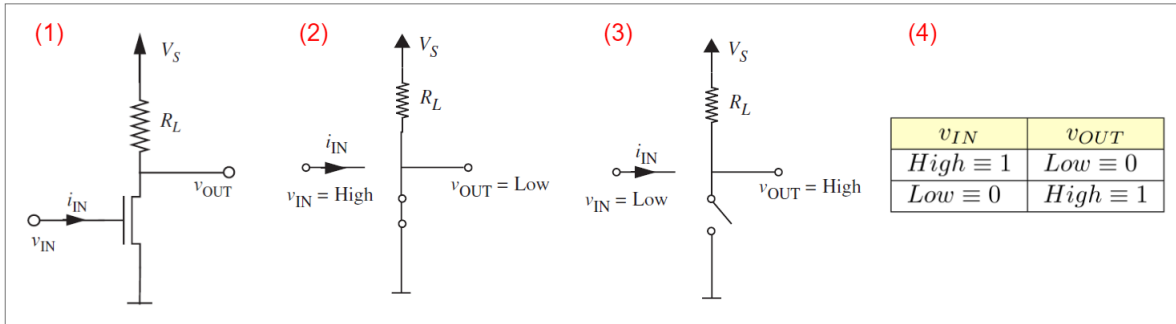 (1)
V_S
R_L
v_OUT
i_IN
v_IN
(2)
V_S
R_L
i_IN
v_IN = High
v_OUT = Low
(3)
V_S
R_L
i_IN
v_IN = Low
v_OUT = High
(4)
v_IN v_OUT
High ≡ 1 Low ≡ 0
Low ≡ 0 High ≡ 1